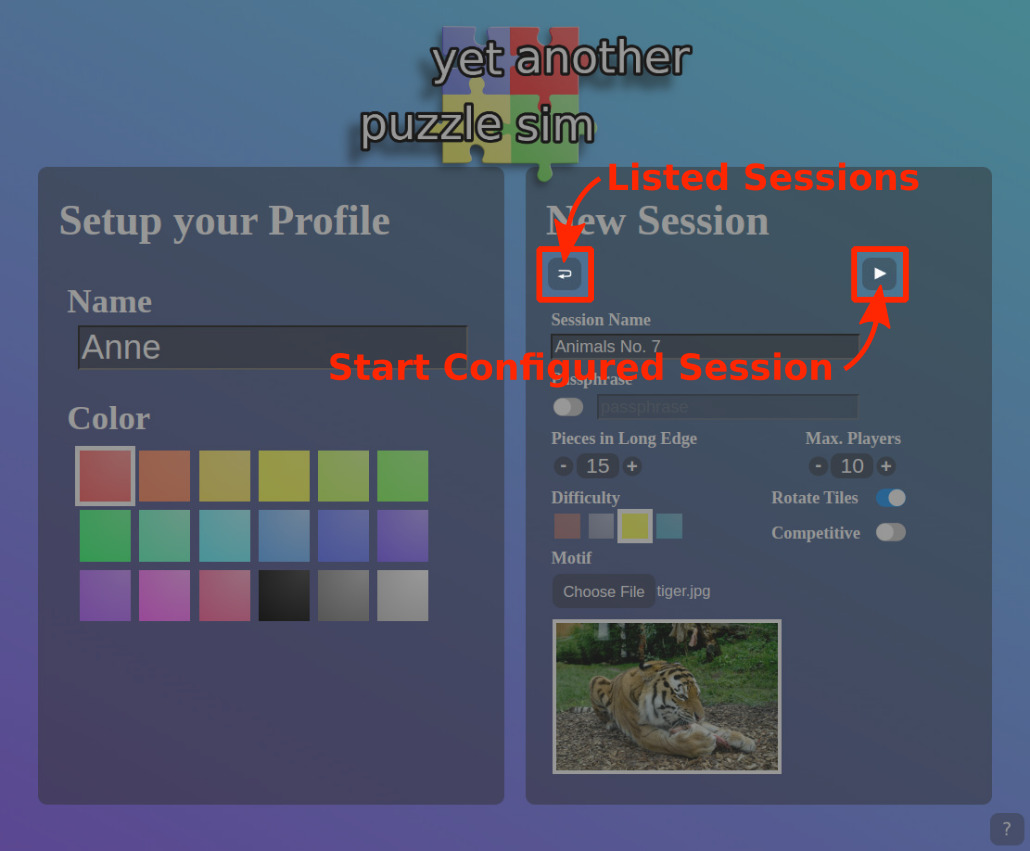 yet another
puzzle sim
Listed Sessions
Setup your Profile
Name
Anne
Color
New Session
Session Name
Animals No. 7
Start Configured Session
Passphrase
passphrase
Pieces in Long Edge
Max. Players
- 15 +
- 10 +
Difficulty
Rotate Tiles
Competitive
Motif
Choose File tiger.jpg
?